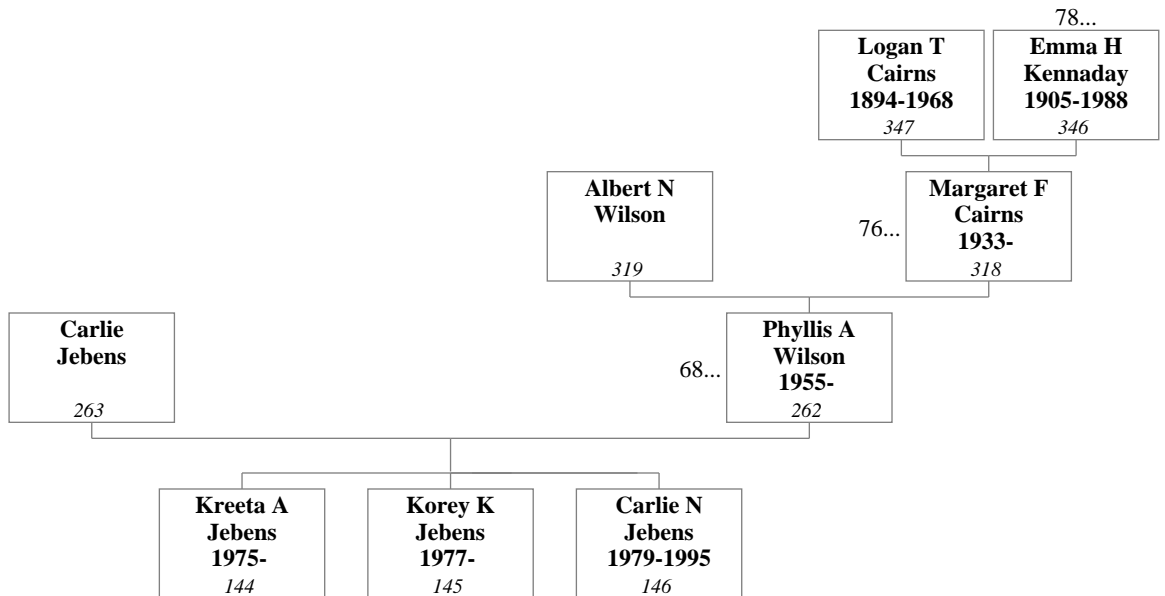 78...
Logan T
Cairns
1894-1968
347
Emma H
Kennaday
1905-1988
346
Albert N
Wilson
319
76...
Margaret F
Cairns
1933-
318
Carlie
Jebens
263
68...
Phyllis A
Wilson
1955-
262
Kreeta A
Jebens
1975-
144
Korey K
Jebens
1977-
145
Carlie N
Jebens
1979-1995
146